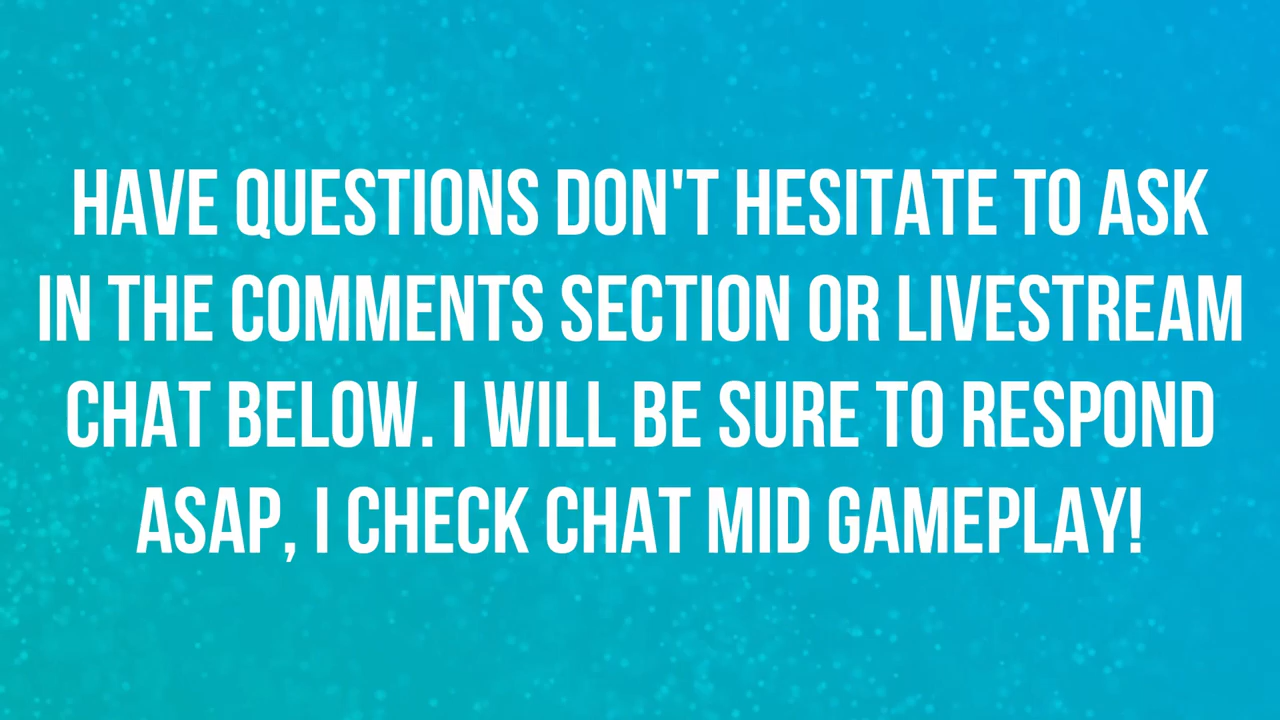 HAVE QUESTIONS DON'T HESITATE TO ASK
IN THE COMMENTS SECTION OR LIVESTREAM
CHAT BELOW. I WILL BE SURE TO RESPOND
ASAP, I CHECK CHAT MID GAMEPLAY!